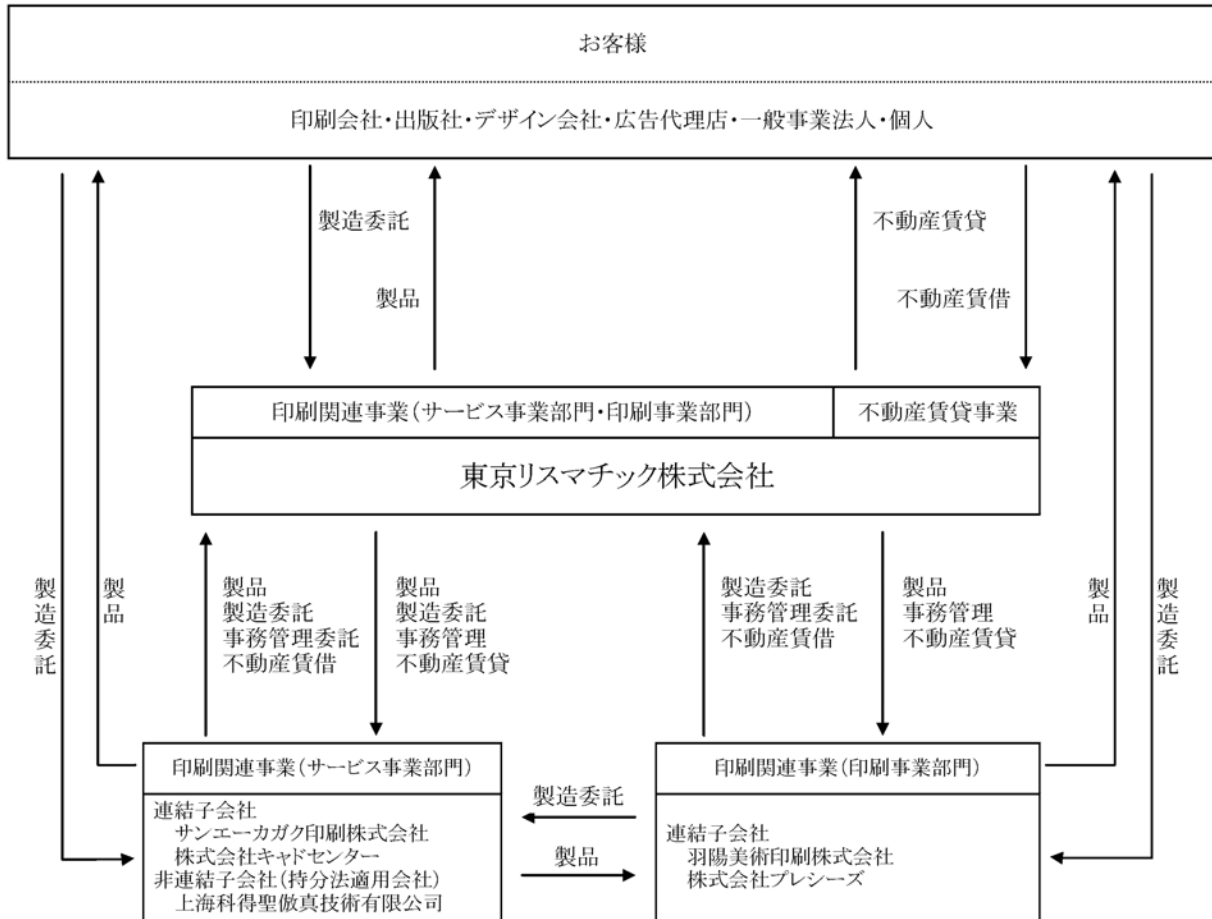 お客様
印刷会社・出版社・デザイン会社・広告代理店・一般事業法人・個人
製造委託
製品
不動産賃貸
不動産賃借
印刷関連事業(サービス事業部門・印刷事業部門)
不動産賃貸事業
東京リスマチック株式会社
製造委託
製品
製品
製造委託
事務管理委託
不動産賃借
製品
製造委託
事務管理
不動産賃貸
製造委託
事務管理委託
不動産賃借
製品
事務管理
不動産賃貸
製品
製造委託
印刷関連事業(サービス事業部門)
連結子会社
サンエーカガク印刷株式会社
株式会社キャドセンター
非連結子会社(持分法適用会社)
上海科得聖倣真技術有限公司
製造委託
製品
印刷関連事業(印刷事業部門)
連結子会社
羽陽美術印刷株式会社
株式会社プレシーズ